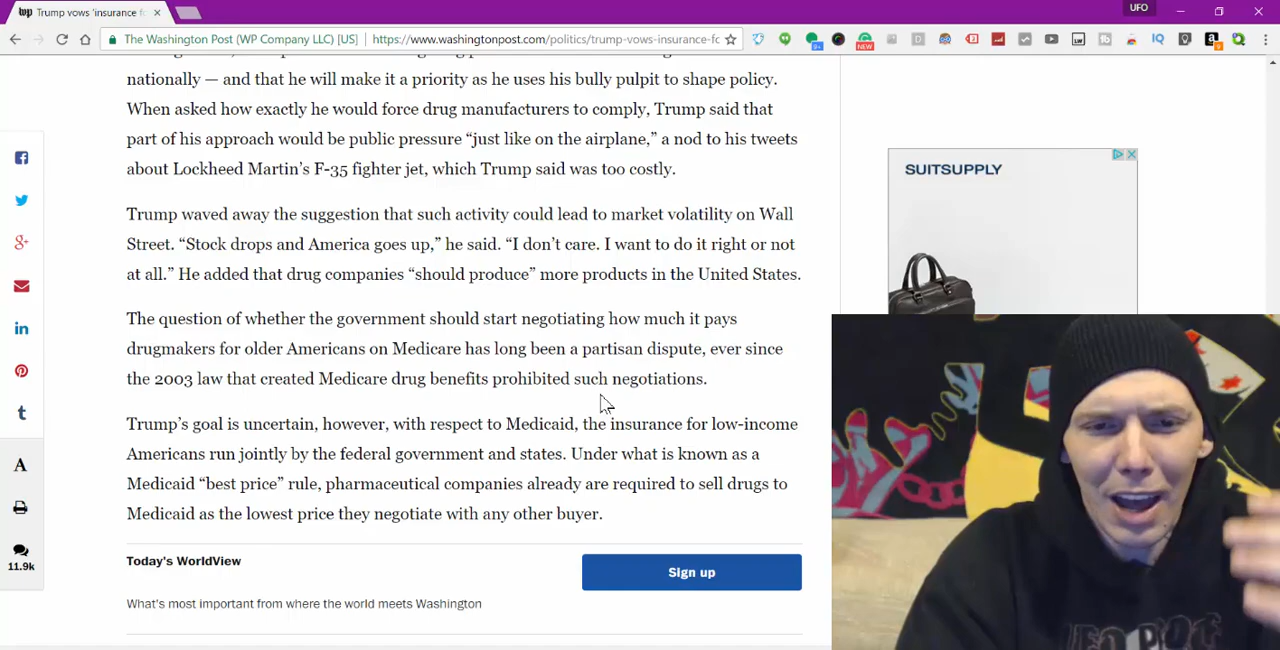 Trump vows 'insurance fo
UFO
The Washington Post (WP Company LLC) [US]
https://www.washingtonpost.com/politics/trump-vows-insurance-fo
nationally — and that he will make it a priority as he uses his bully pulpit to shape policy.
When asked how exactly he would force drug manufacturers to comply, Trump said that
part of his approach would be public pressure “just like on the airplane,” a nod to his tweets
about Lockheed Martin’s F-35 fighter jet, which Trump said was too costly.
Trump waved away the suggestion that such activity could lead to market volatility on Wall
Street. “Stock drops and America goes up,” he said. “I don’t care. I want to do it right or not
at all.” He added that drug companies “should produce” more products in the United States.
The question of whether the government should start negotiating how much it pays
drugmakers for older Americans on Medicare has long been a partisan dispute, ever since
the 2003 law that created Medicare drug benefits prohibited such negotiations.
Trump’s goal is uncertain, however, with respect to Medicaid, the insurance for low-income
Americans run jointly by the federal government and states. Under what is known as a
Medicaid “best price” rule, pharmaceutical companies already are required to sell drugs to
Medicaid as the lowest price they negotiate with any other buyer.
11.9k
Today's WorldView
Sign up
What's most important from where the world meets Washington
SUITSUPPLY